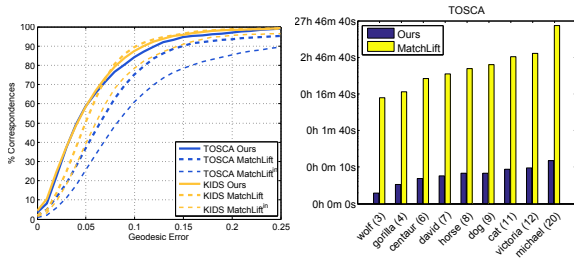 100
90
80
70
60
50
40
30
20
10
0
% Correspondences
0
0.05
0.1
0.15
0.2
0.25
Geodesic Error
TOSCA Ours
TOSCA MatchLift
TOSCA MatchLiftⁱⁿ
KIDS Ours
KIDS MatchLift
KIDS MatchLiftⁱⁿ
TOSCA
27h 46m 40s
2h 46m 40s
0h 16m 40s
0h 1m 40s
0h 0m 10s
0h 0m 0s
Ours
MatchLift
wolf (3)
gorilla (4)
centaur (6)
david (7)
horse (8)
dog (9)
cat (11)
victoria (12)
michael (20)